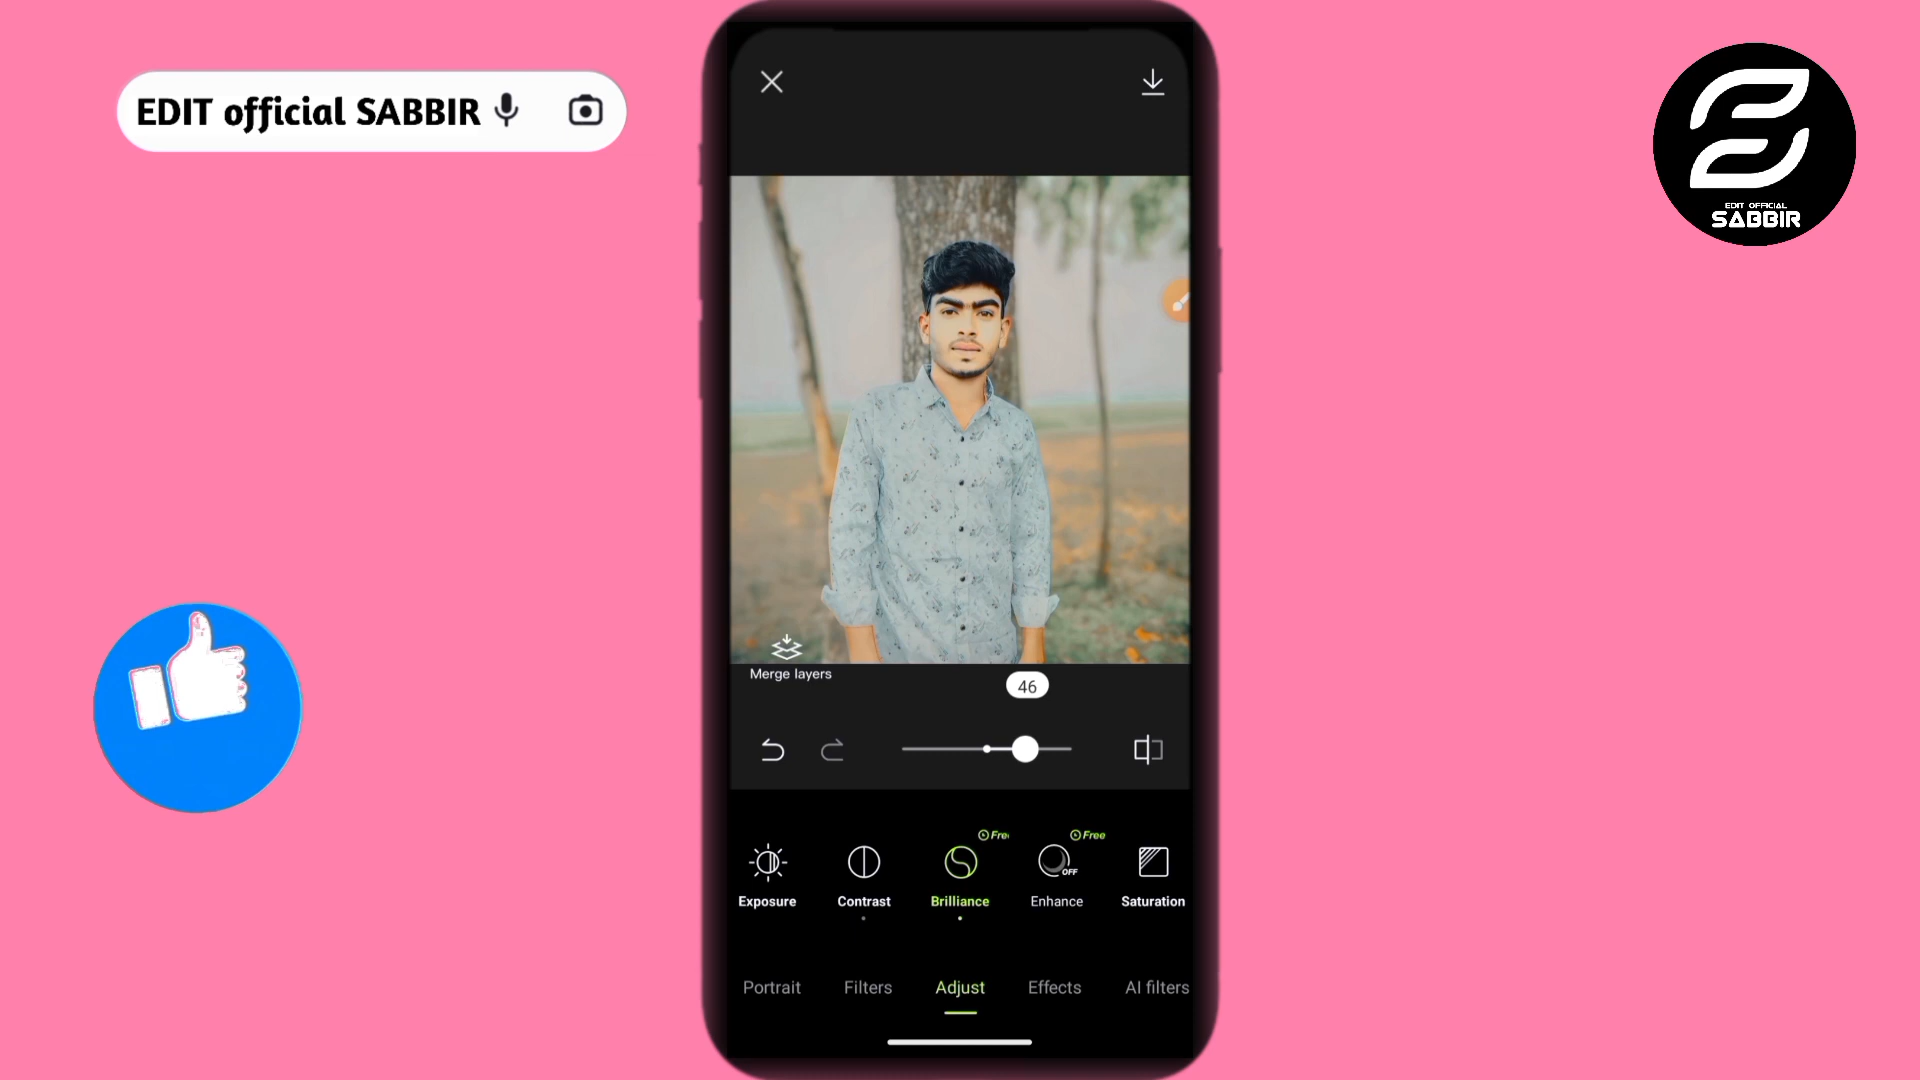 EDIT official SABBIR
EDIT OFFICIAL
SABBIR
Merge layers
46
Free
Exposure
Contrast
Brilliance
OFF
Enhance
Saturation
Portrait
Filters
Adjust
Effects
AI filters